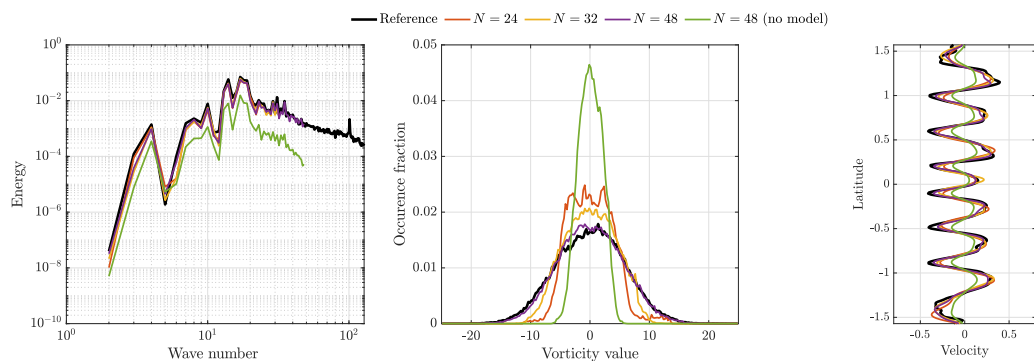 Reference N = 24 N = 32 N = 48 N = 48 (no model)
10^0
10^-2
10^-4
10^-6
10^-8
10^-10
Energy
10^0 10^1 10^2
Wave number
0.05
0.04
0.03
0.02
0.01
0
Occurence fraction
-20 -10 0 10 20
Vorticity value
1.5
1
0.5
0
-0.5
-1
-1.5
Latitude
-0.5 0 0.5
Velocity